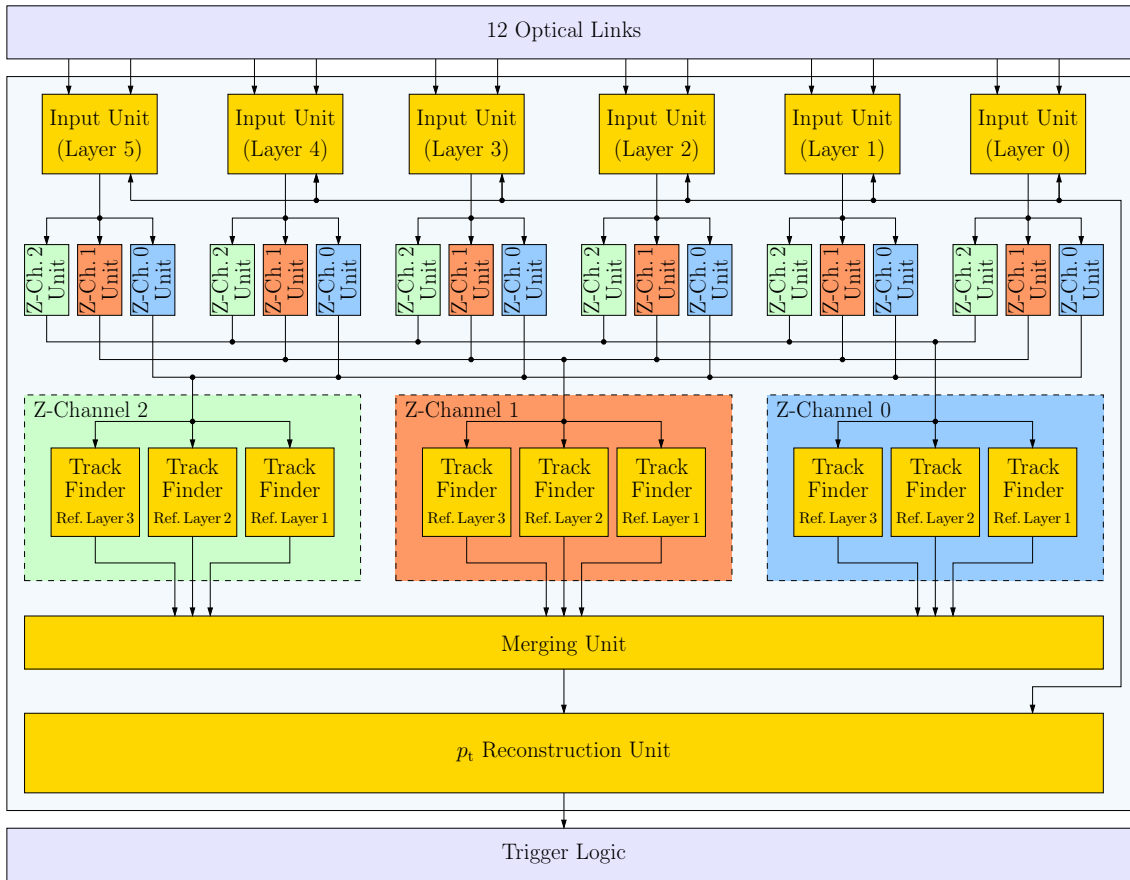 12 Optical Links
Input Unit
(Layer 5)
Input Unit
(Layer 4)
Input Unit
(Layer 3)
Input Unit
(Layer 2)
Input Unit
(Layer 1)
Input Unit
(Layer 0)
Z-Ch. 2
Unit
Z-Ch. 1
Unit
Z-Ch. 0
Unit
Z-Ch. 2
Unit
Z-Ch. 1
Unit
Z-Ch. 0
Unit
Z-Ch. 2
Unit
Z-Ch. 1
Unit
Z-Ch. 0
Unit
Z-Ch. 2
Unit
Z-Ch. 1
Unit
Z-Ch. 0
Unit
Z-Ch. 2
Unit
Z-Ch. 1
Unit
Z-Ch. 0
Unit
Z-Ch. 2
Unit
Z-Ch. 1
Unit
Z-Ch. 0
Unit
Z-Channel 2
Track
Finder
Ref. Layer 3
Track
Finder
Ref. Layer 2
Track
Finder
Ref. Layer 1
Z-Channel 1
Track
Finder
Ref. Layer 3
Track
Finder
Ref. Layer 2
Track
Finder
Ref. Layer 1
Z-Channel 0
Track
Finder
Ref. Layer 3
Track
Finder
Ref. Layer 2
Track
Finder
Ref. Layer 1
Merging Unit
pt Reconstruction Unit
Trigger Logic